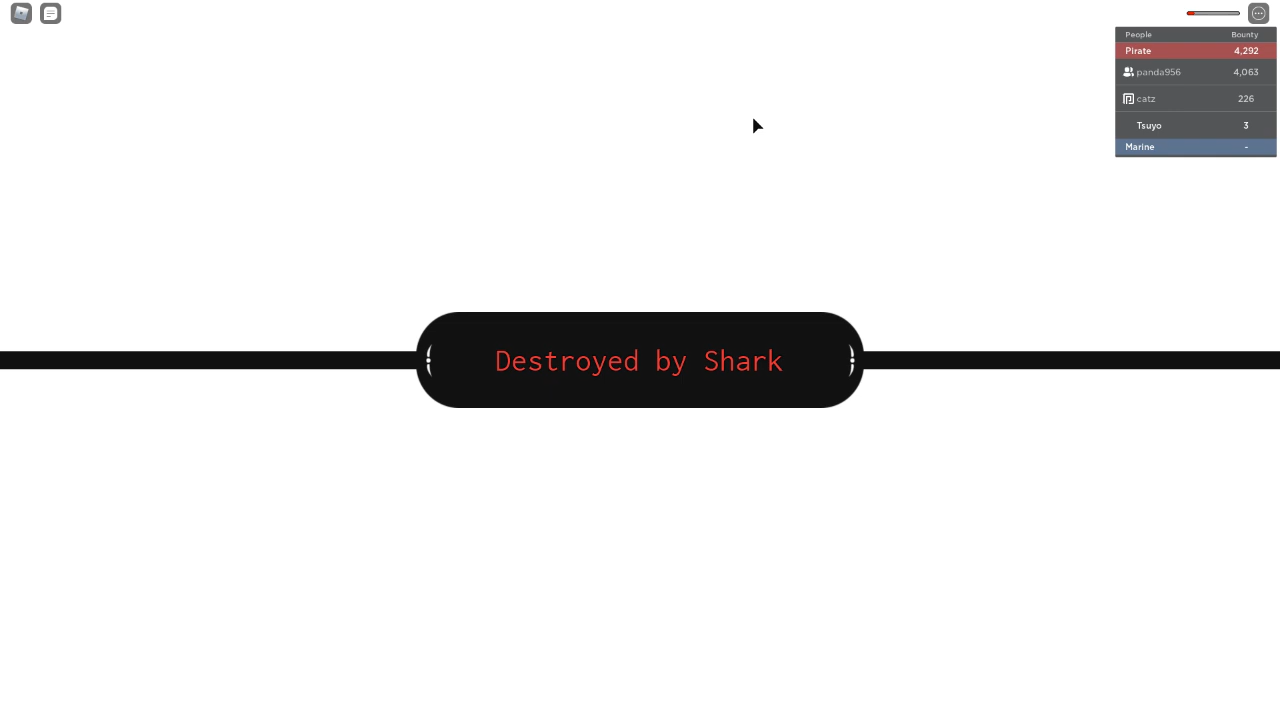 People Bounty
Pirate 4,292
panda956 4,063
catz 226
Tsuyo 3
Marine -
Destroyed by Shark